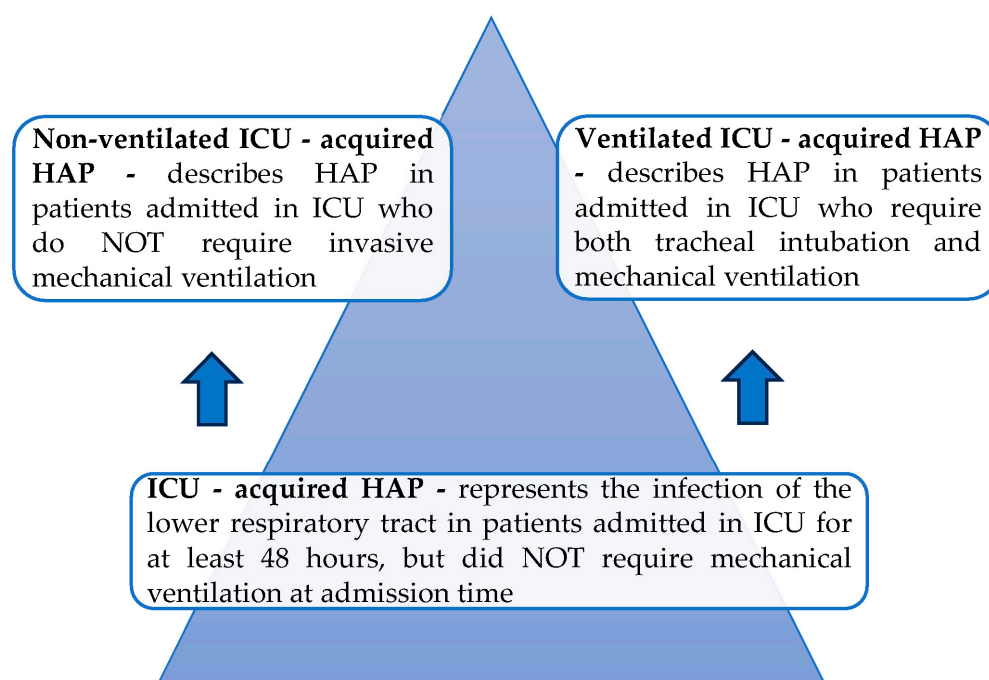 Non-ventilated ICU - acquired
HAP - describes HAP in
patients admitted in ICU who
do NOT require invasive
mechanical ventilation
Ventilated ICU - acquired HAP
- describes HAP in patients
admitted in ICU who require
both tracheal intubation and
mechanical ventilation
ICU - acquired HAP - represents the infection of the
lower respiratory tract in patients admitted in ICU for
at least 48 hours, but did NOT require mechanical
ventilation at admission time